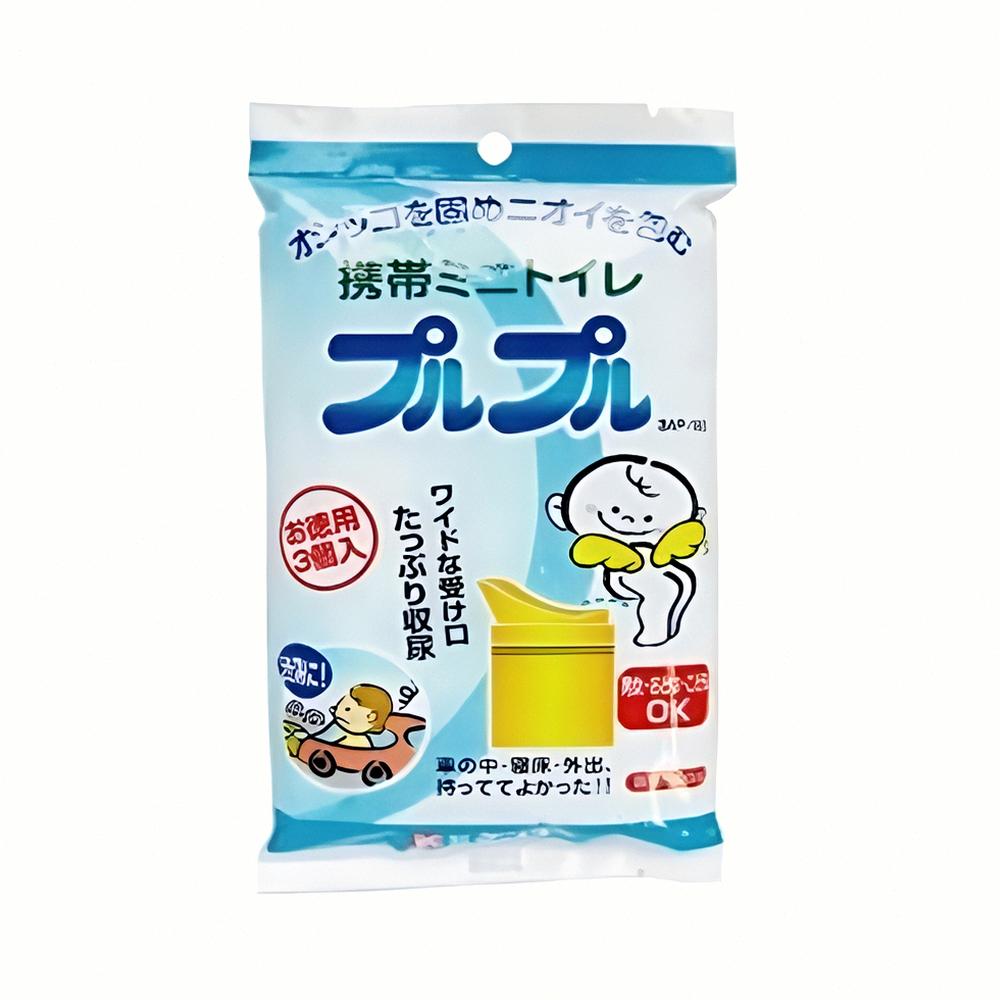 オシッコを固めニオイを包む
携帯ミニトイレ
プルプル
お徳用
3個入
ワイドな受け口
たっぷり収尿
OK
車の中・寝床・外出、
持っててよかった!!